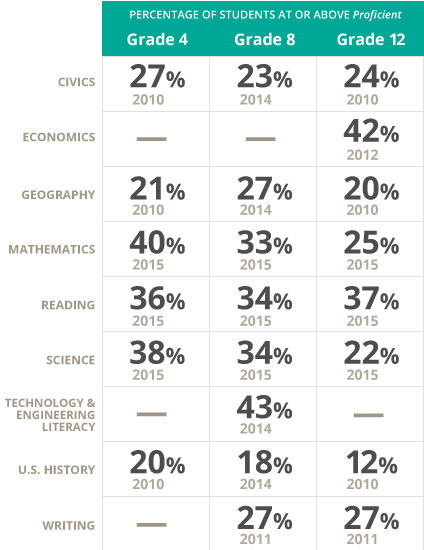 PERCENTAGE OF STUDENTS AT OR ABOVE Proficient
Grade 4 Grade 8 Grade 12
CIVICS 27% 23% 24%
2010 2014 2010
ECONOMICS — — 42%
2012
GEOGRAPHY 21% 27% 20%
2010 2014 2010
MATHEMATICS 40% 33% 25%
2015 2015 2015
READING 36% 34% 37%
2015 2015 2015
SCIENCE 38% 34% 22%
2015 2015 2015
TECHNOLOGY &
ENGINEERING
LITERACY — 43% —
2014
U.S. HISTORY 20% 18% 12%
2010 2014 2010
WRITING — 27% 27%
2011 2011